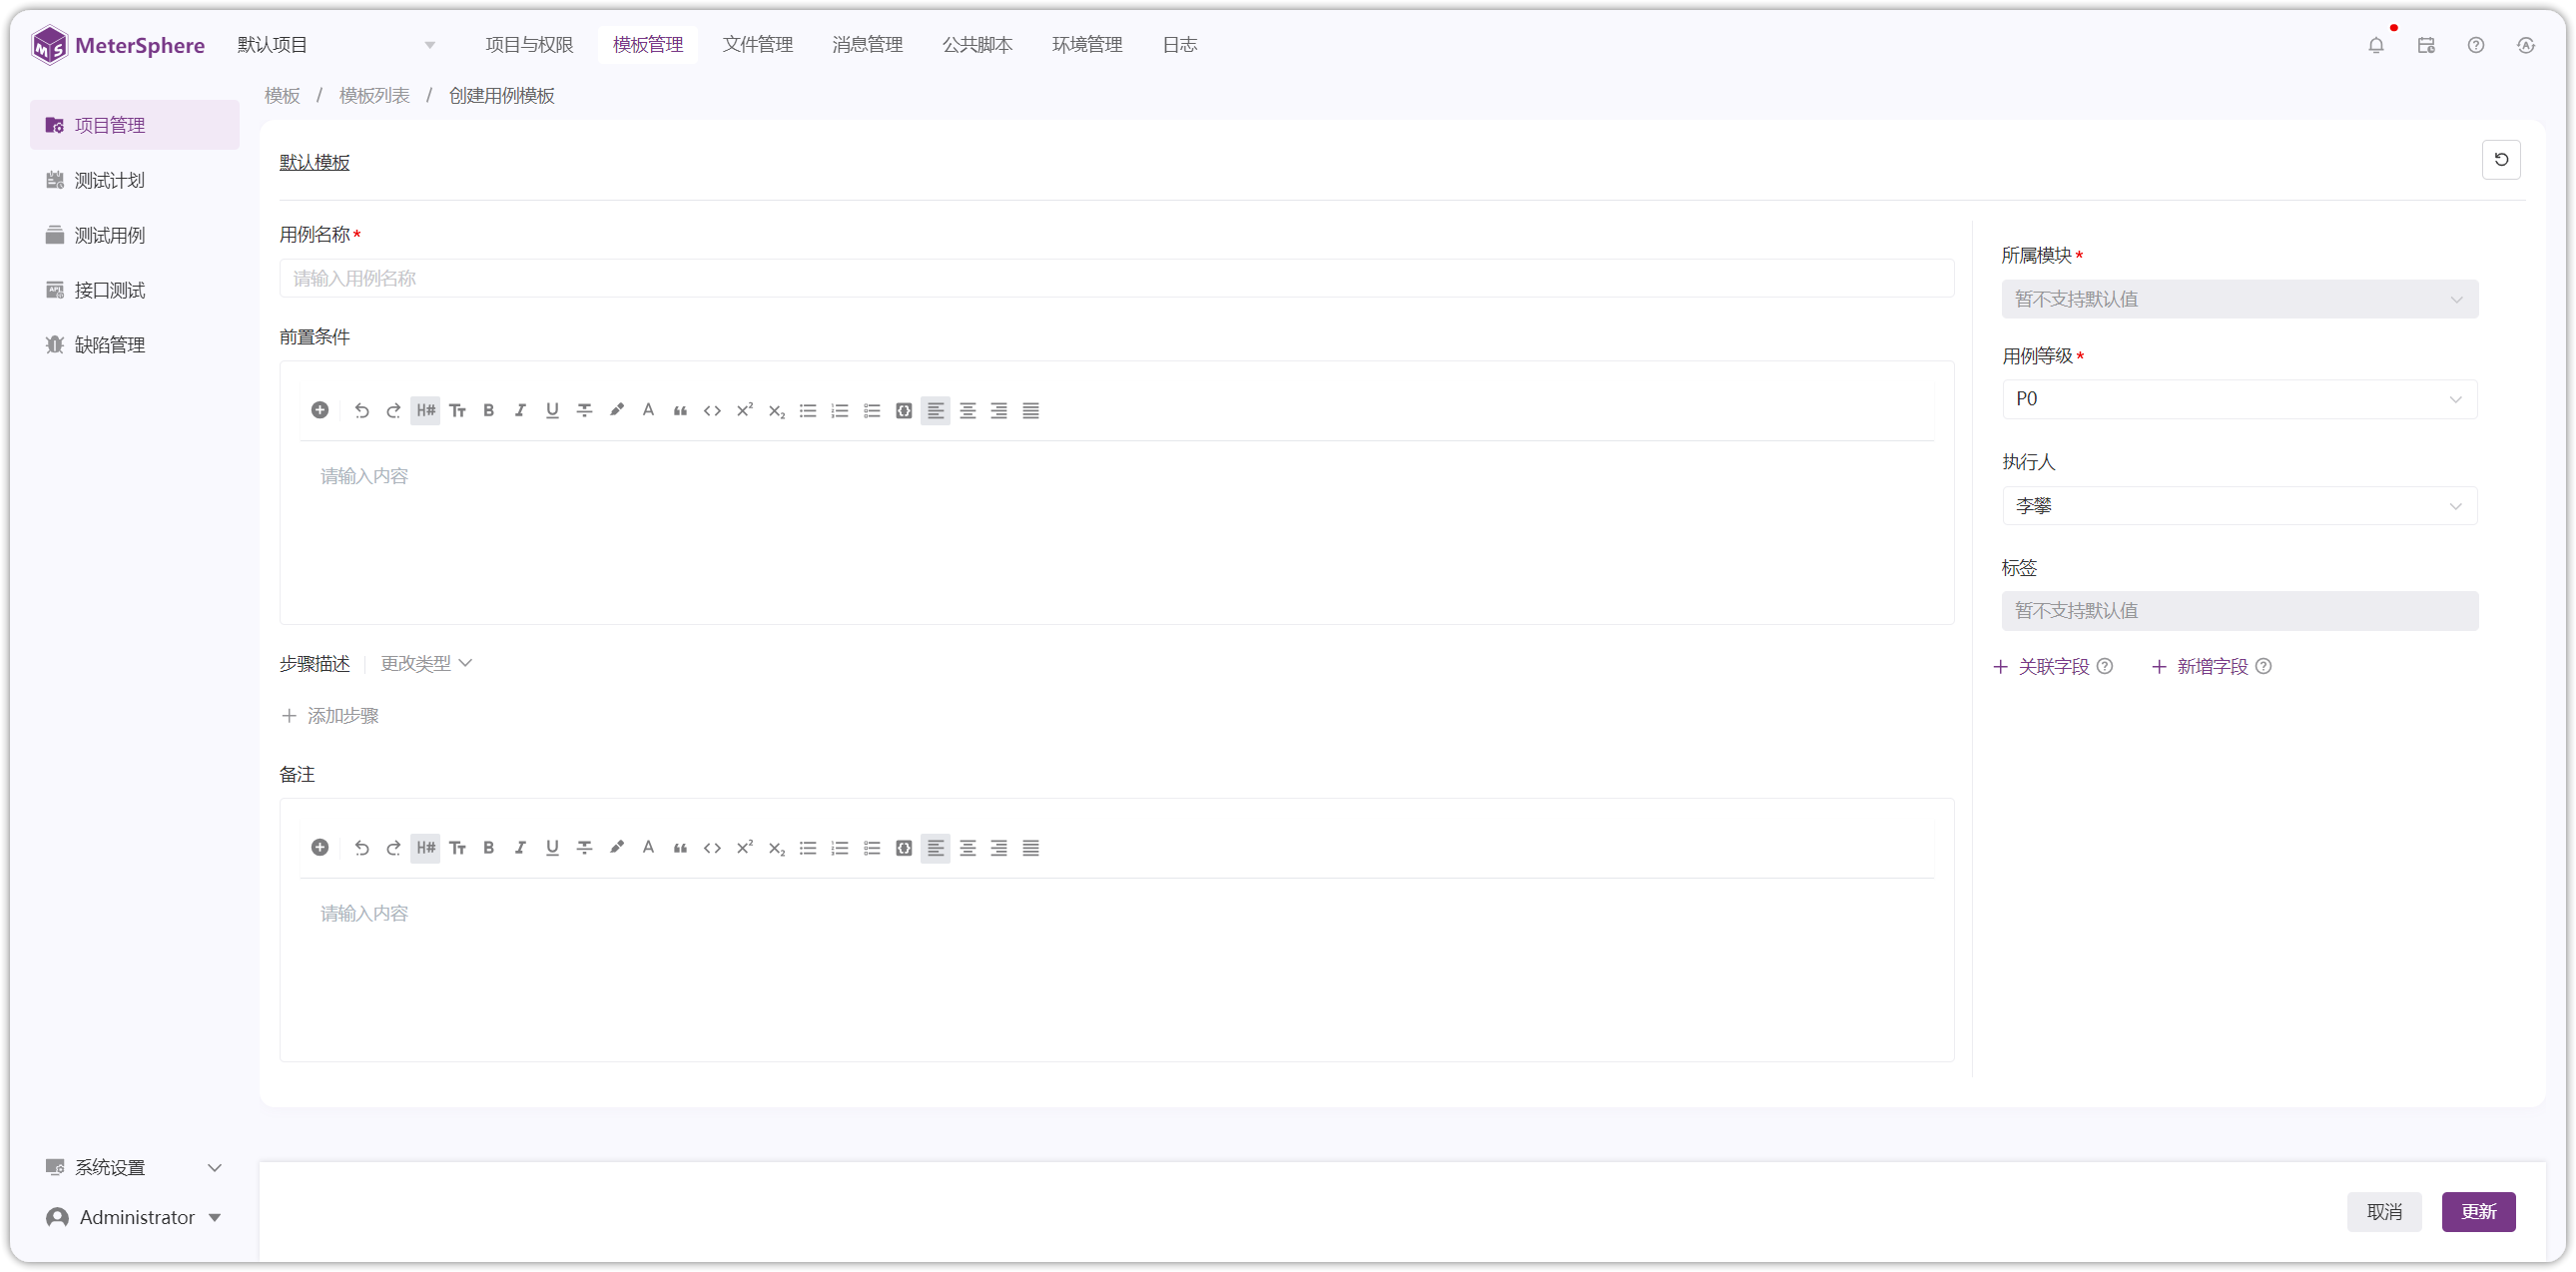 MeterSphere
默认项目
项目与权限
模板管理
文件管理
消息管理
公共脚本
环境管理
日志
项目管理
测试计划
测试用例
接口测试
缺陷管理
系统设置
Administrator
模板 / 模板列表 / 创建用例模板
默认模板
用例名称*
请输入用例名称
前置条件
H# TT B I U A “ <> X² X₂
请输入内容
步骤描述 更改类型
+ 添加步骤
备注
H# TT B I U A “ <> X² X₂
请输入内容
所属模块*
暂不支持默认值
用例等级*
P0
执行人
李攀
标签
暂不支持默认值
+ 关联字段 ? + 新增字段 ?
取消
更新